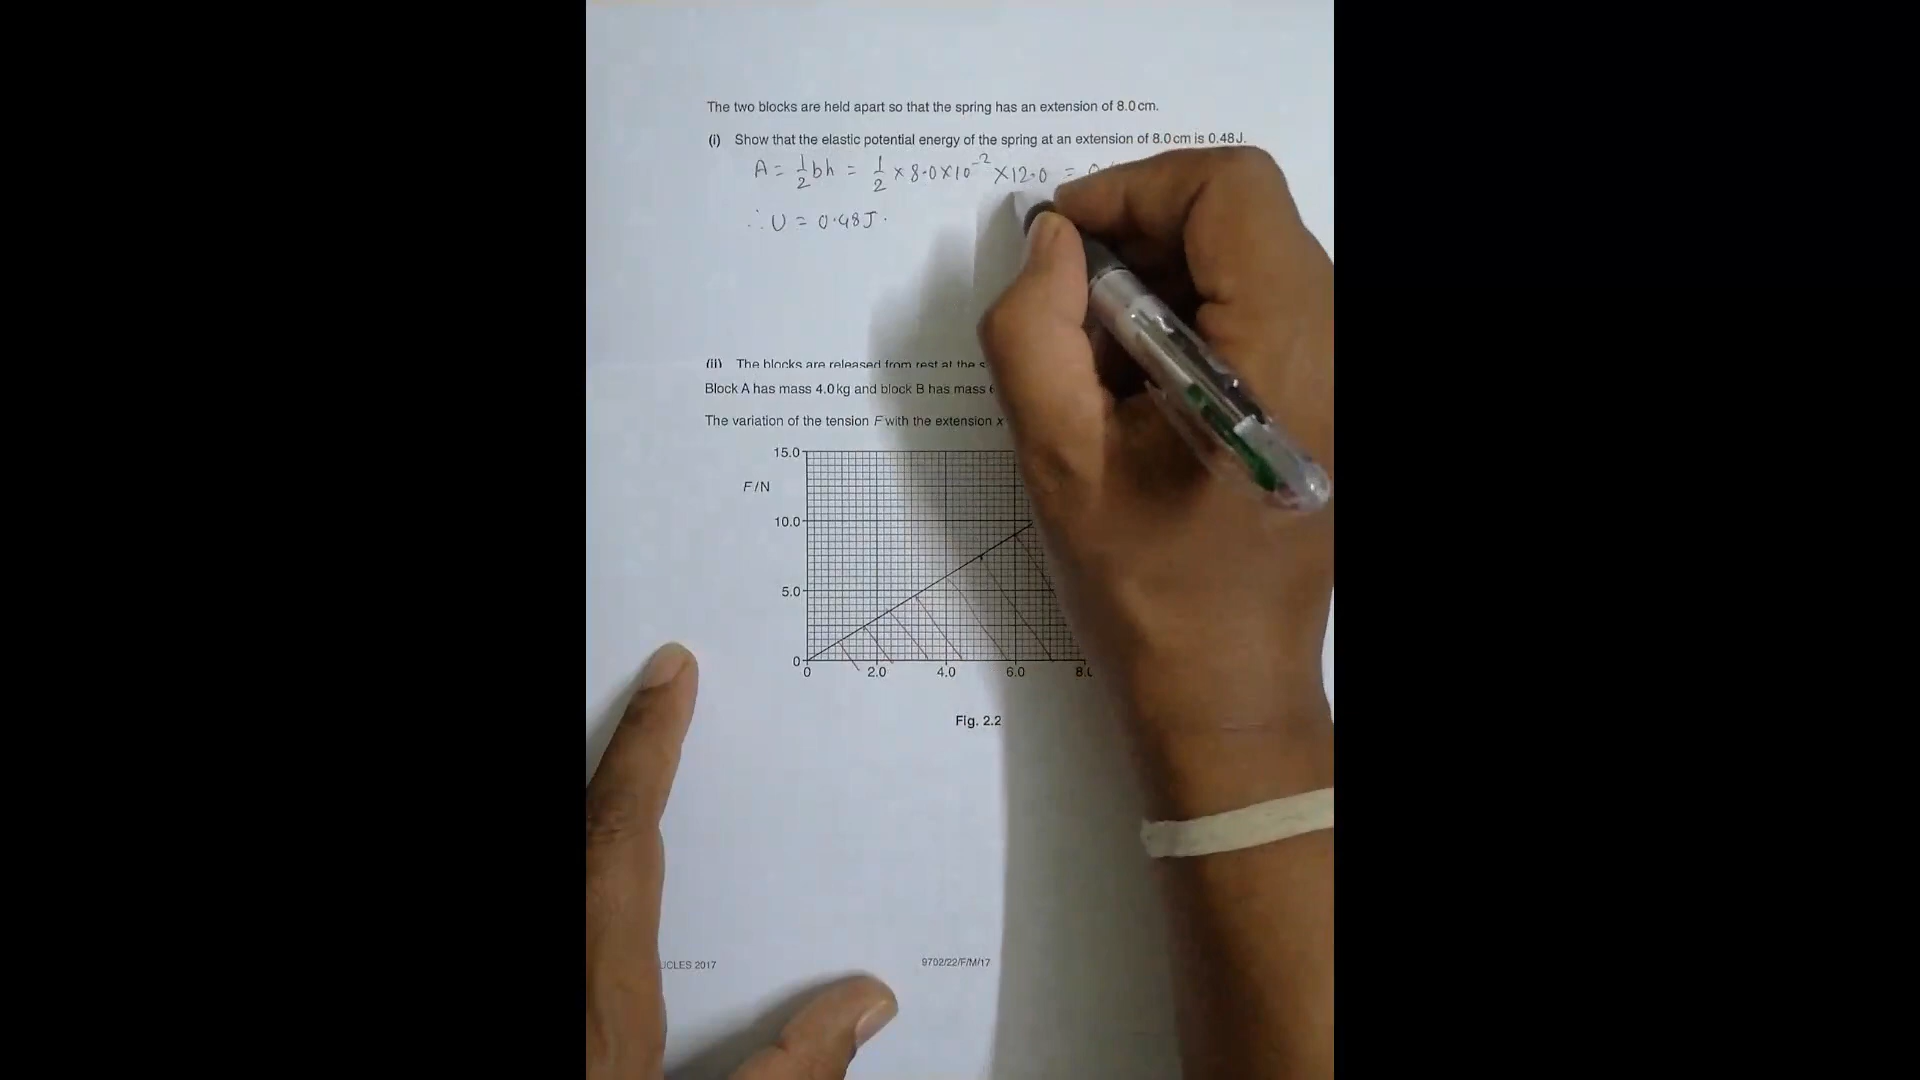 The two blocks are held apart so that the spring has an extension of 8.0 cm.
(i) Show that the elastic potential energy of the spring at an extension of 8.0 cm is 0.48 J.
A = 1/2 bh = 1/2 × 8.0 × 10⁻² × 12.0 =
∴ U = 0.48 J.
(ii) The blocks are released from rest at the
Block A has mass 4.0 kg and block B has mass
The variation of the tension F with the extension x
15.0
F / N
10.0
5.0
0
0 2.0 4.0 6.0
Fig. 2.2
UCLES 2017
9702/22/F/M/17